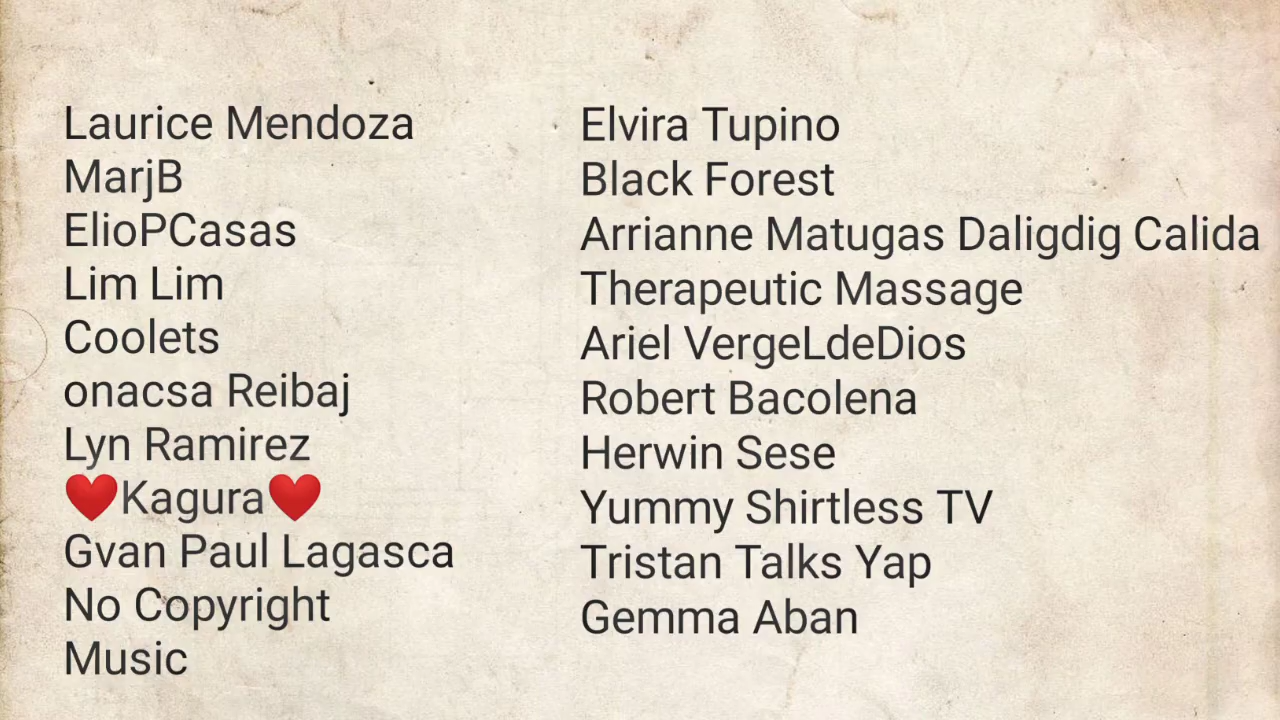 Laurice Mendoza
MarjB
ElioPCasas
Lim Lim
Coolets
onacsa Reibaj
Lyn Ramirez
❤️Kagura❤️
Gvan Paul Lagasca
No Copyright
Music
Elvira Tupino
Black Forest
Arrianne Matugas Daligdig Calida
Therapeutic Massage
Ariel VergeLdeDios
Robert Bacolena
Herwin Sese
Yummy Shirtless TV
Tristan Talks Yap
Gemma Aban